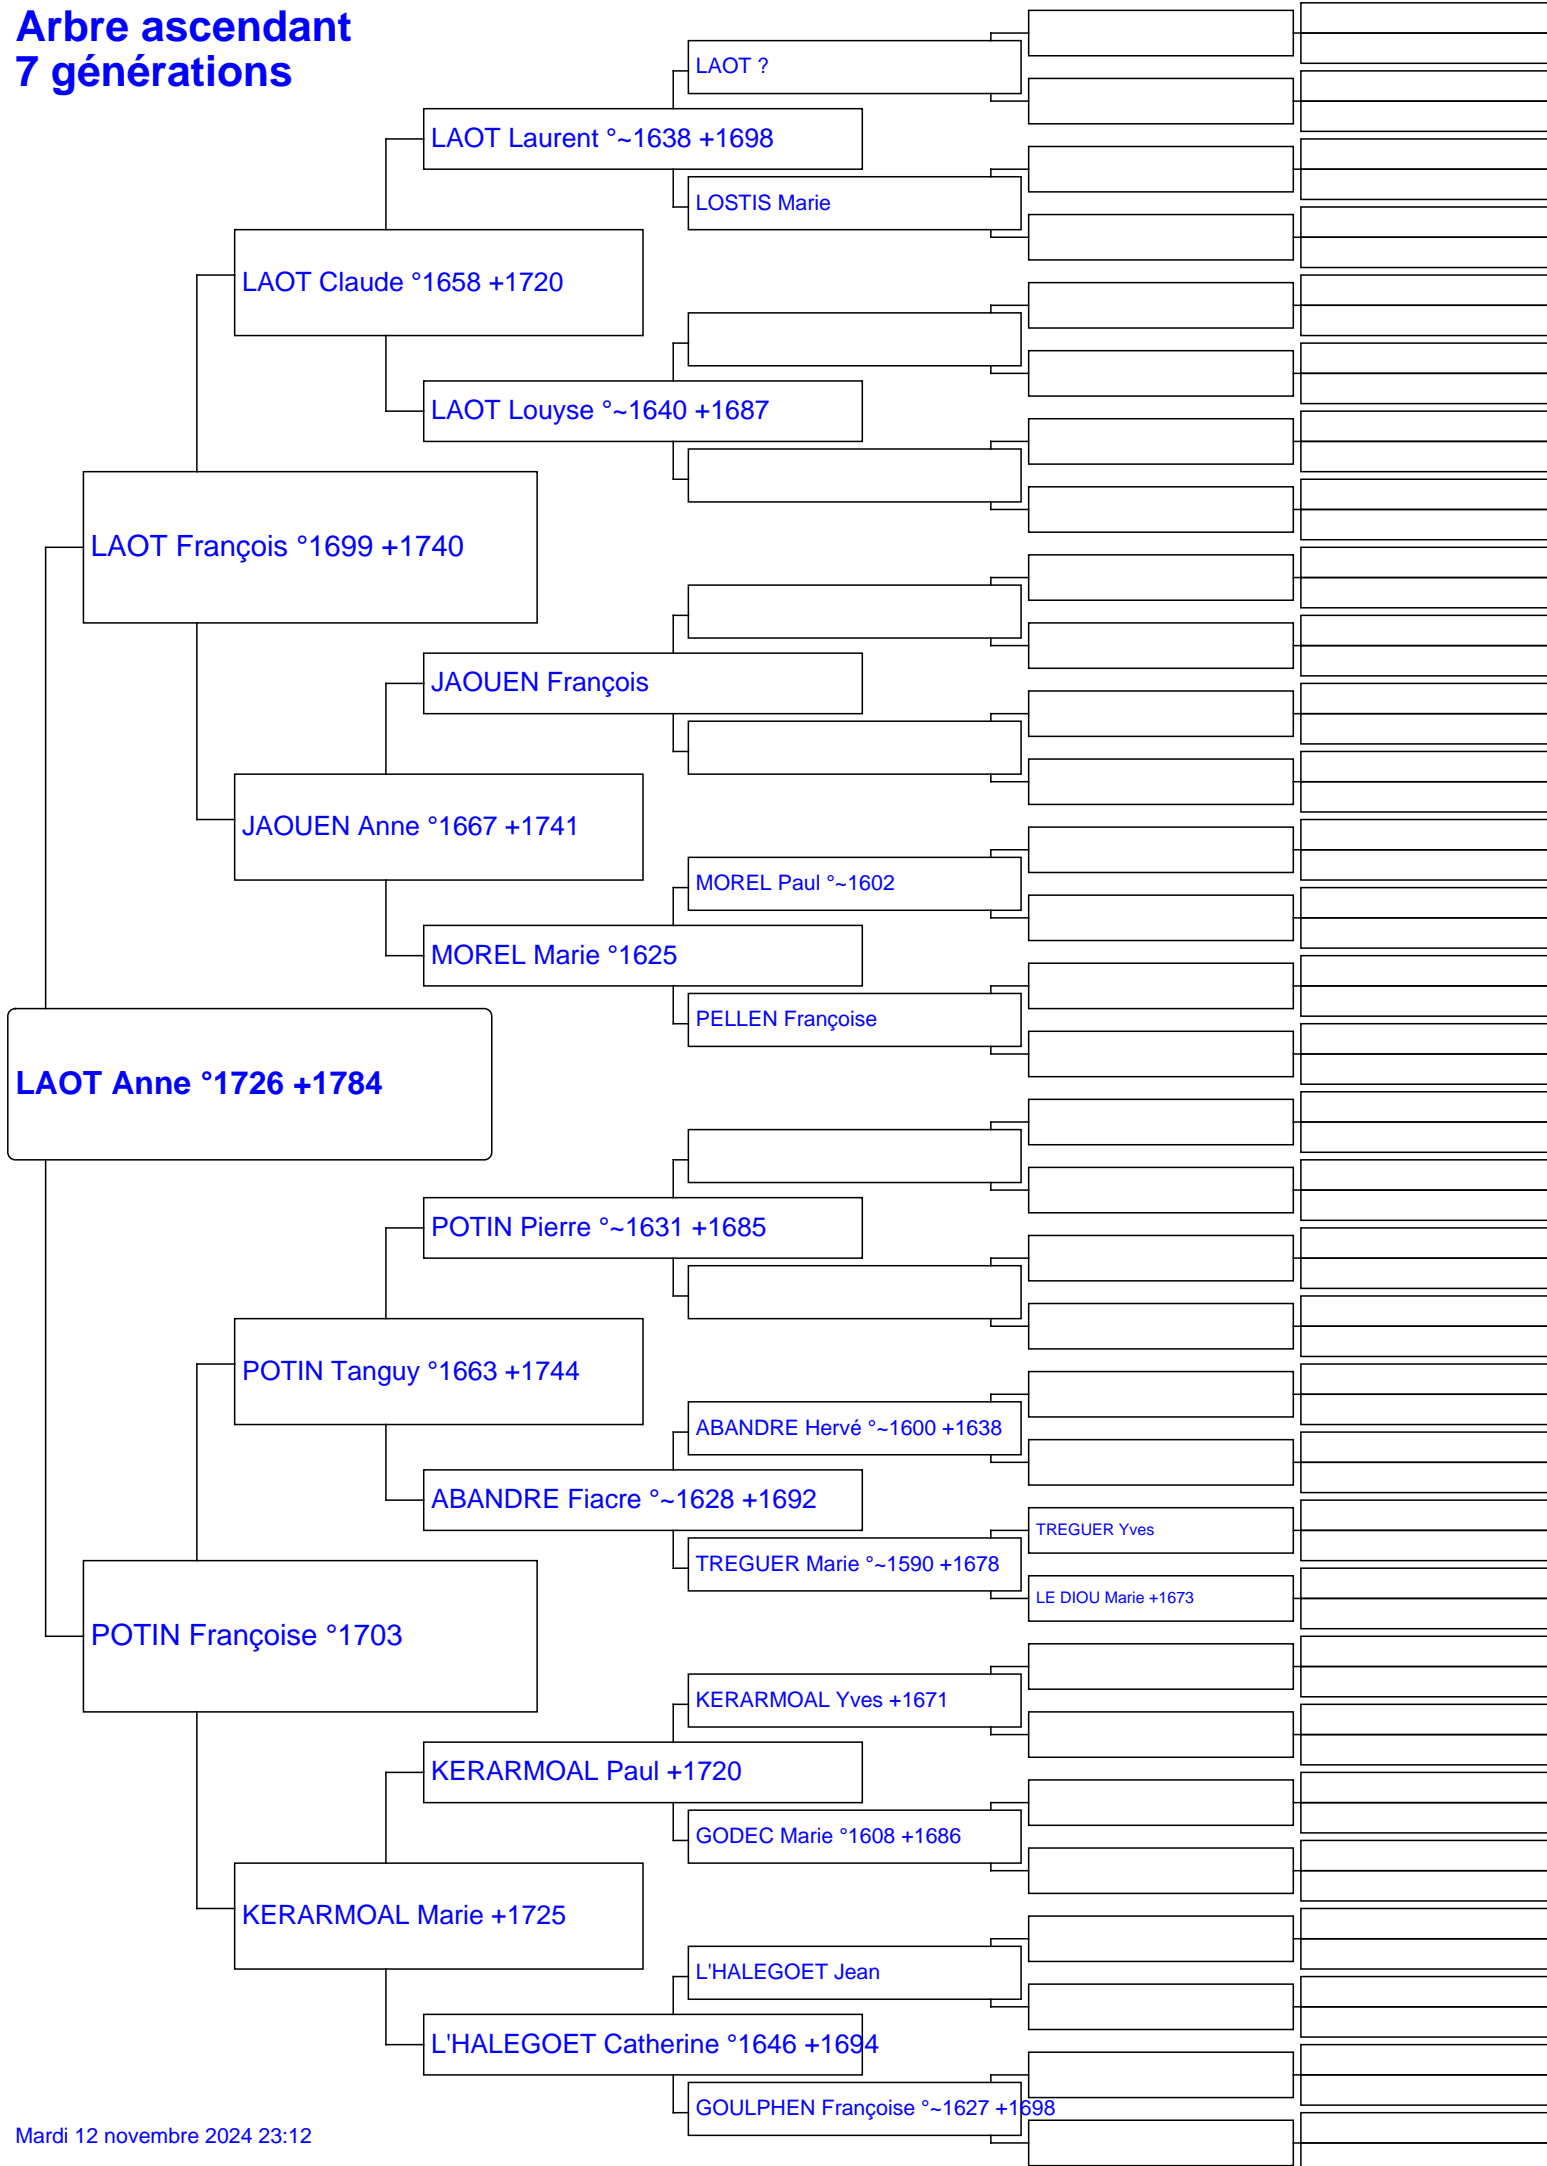 Arbre ascendant
7 générations
LAOT ?
LAOT Laurent °~1638 +1698
LOSTIS Marie
LAOT Claude °1658 +1720
LAOT Louyse °~1640 +1687
LAOT François °1699 +1740
JAOUEN François
JAOUEN Anne °1667 +1741
MOREL Paul °~1602
MOREL Marie °1625
PELLEN Françoise
LAOT Anne °1726 +1784
POTIN Pierre °~1631 +1685
POTIN Tanguy °1663 +1744
ABANDRE Hervé °~1600 +1638
ABANDRE Fiacre °~1628 +1692
TREGUER Yves
TREGUER Marie °~1590 +1678
LE DIOU Marie +1673
POTIN Françoise °1703
KERARMOAL Yves +1671
KERARMOAL Paul +1720
GODEC Marie °1608 +1686
KERARMOAL Marie +1725
L'HALEGOET Jean
L'HALEGOET Catherine °1646 +1694
GOULPHEN Françoise °~1627 +1698
Mardi 12 novembre 2024 23:12